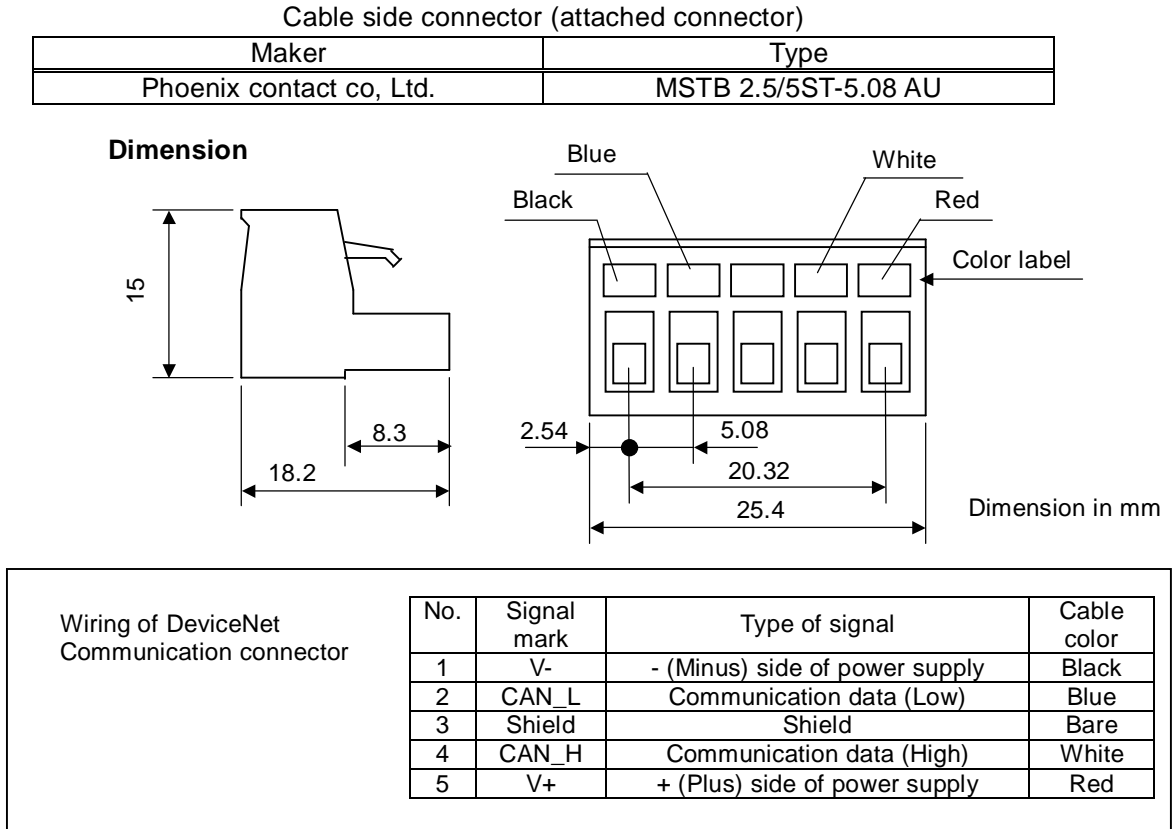 Cable side connector (attached connector)
Maker Type
Phoenix contact co, Ltd. MSTB 2.5/5ST-5.08 AU
Dimension
Blue
White
Black
Red
Color label
15
8.3
18.2
2.54
5.08
20.32
25.4
Dimension in mm
Wiring of DeviceNet
Communication connector
No. Signal mark Type of signal Cable color
1 V- - (Minus) side of power supply Black
2 CAN_L Communication data (Low) Blue
3 Shield Shield Bare
4 CAN_H Communication data (High) White
5 V+ + (Plus) side of power supply Red